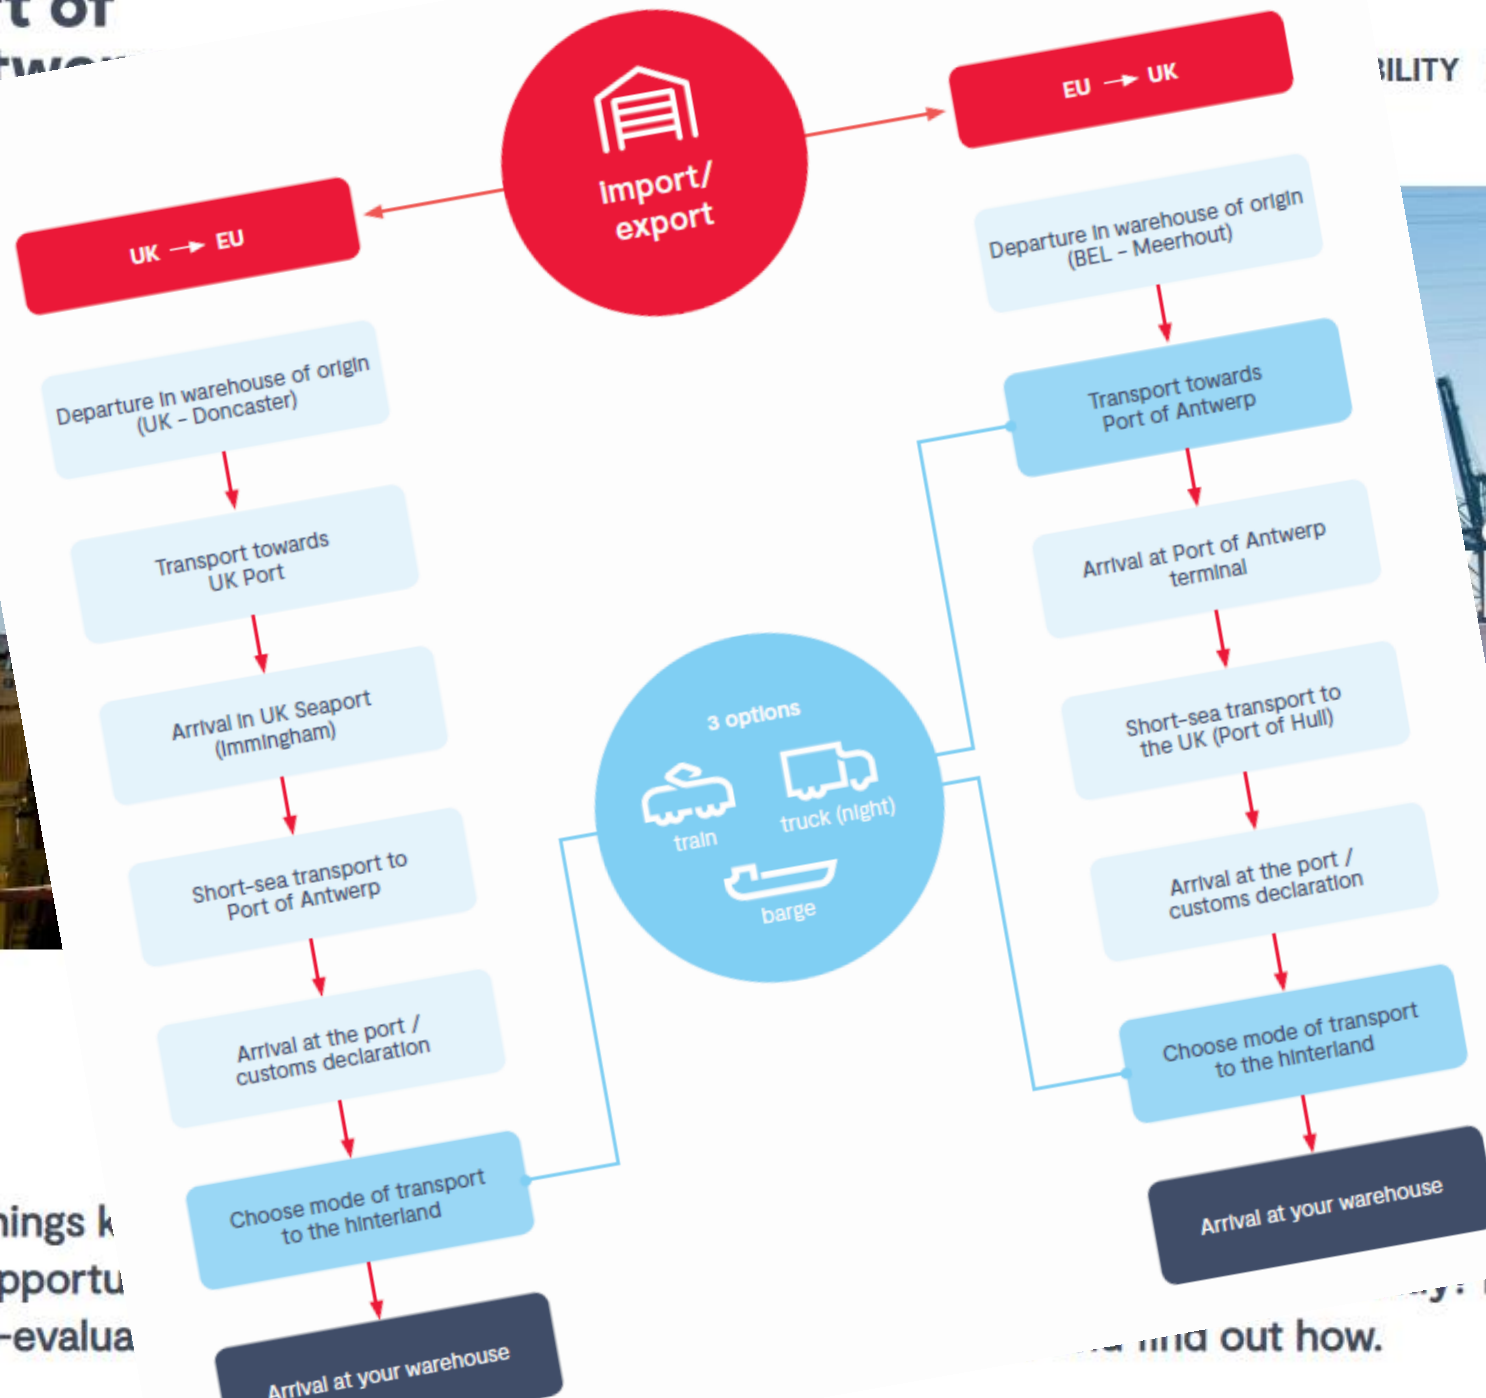 rt of
BILITY
Import/
export
EU → UK
UK → EU
Departure in warehouse of origin
(UK - Doncaster)
Transport towards
UK Port
Arrival in UK Seaport
(Immingham)
Short-sea transport to
Port of Antwerp
Arrival at the port /
customs declaration
Choose mode of transport
to the hinterland
Arrival at your warehouse
3 options
train
truck (night)
barge
Departure in warehouse of origin
(BEL - Meerhout)
Transport towards
Port of Antwerp
Arrival at Port of Antwerp
terminal
Short-sea transport to
the UK (Port of Hull)
Arrival at the port /
customs declaration
Choose mode of transport
to the hinterland
Arrival at your warehouse
nings k
pportu
-evalua
find out how.